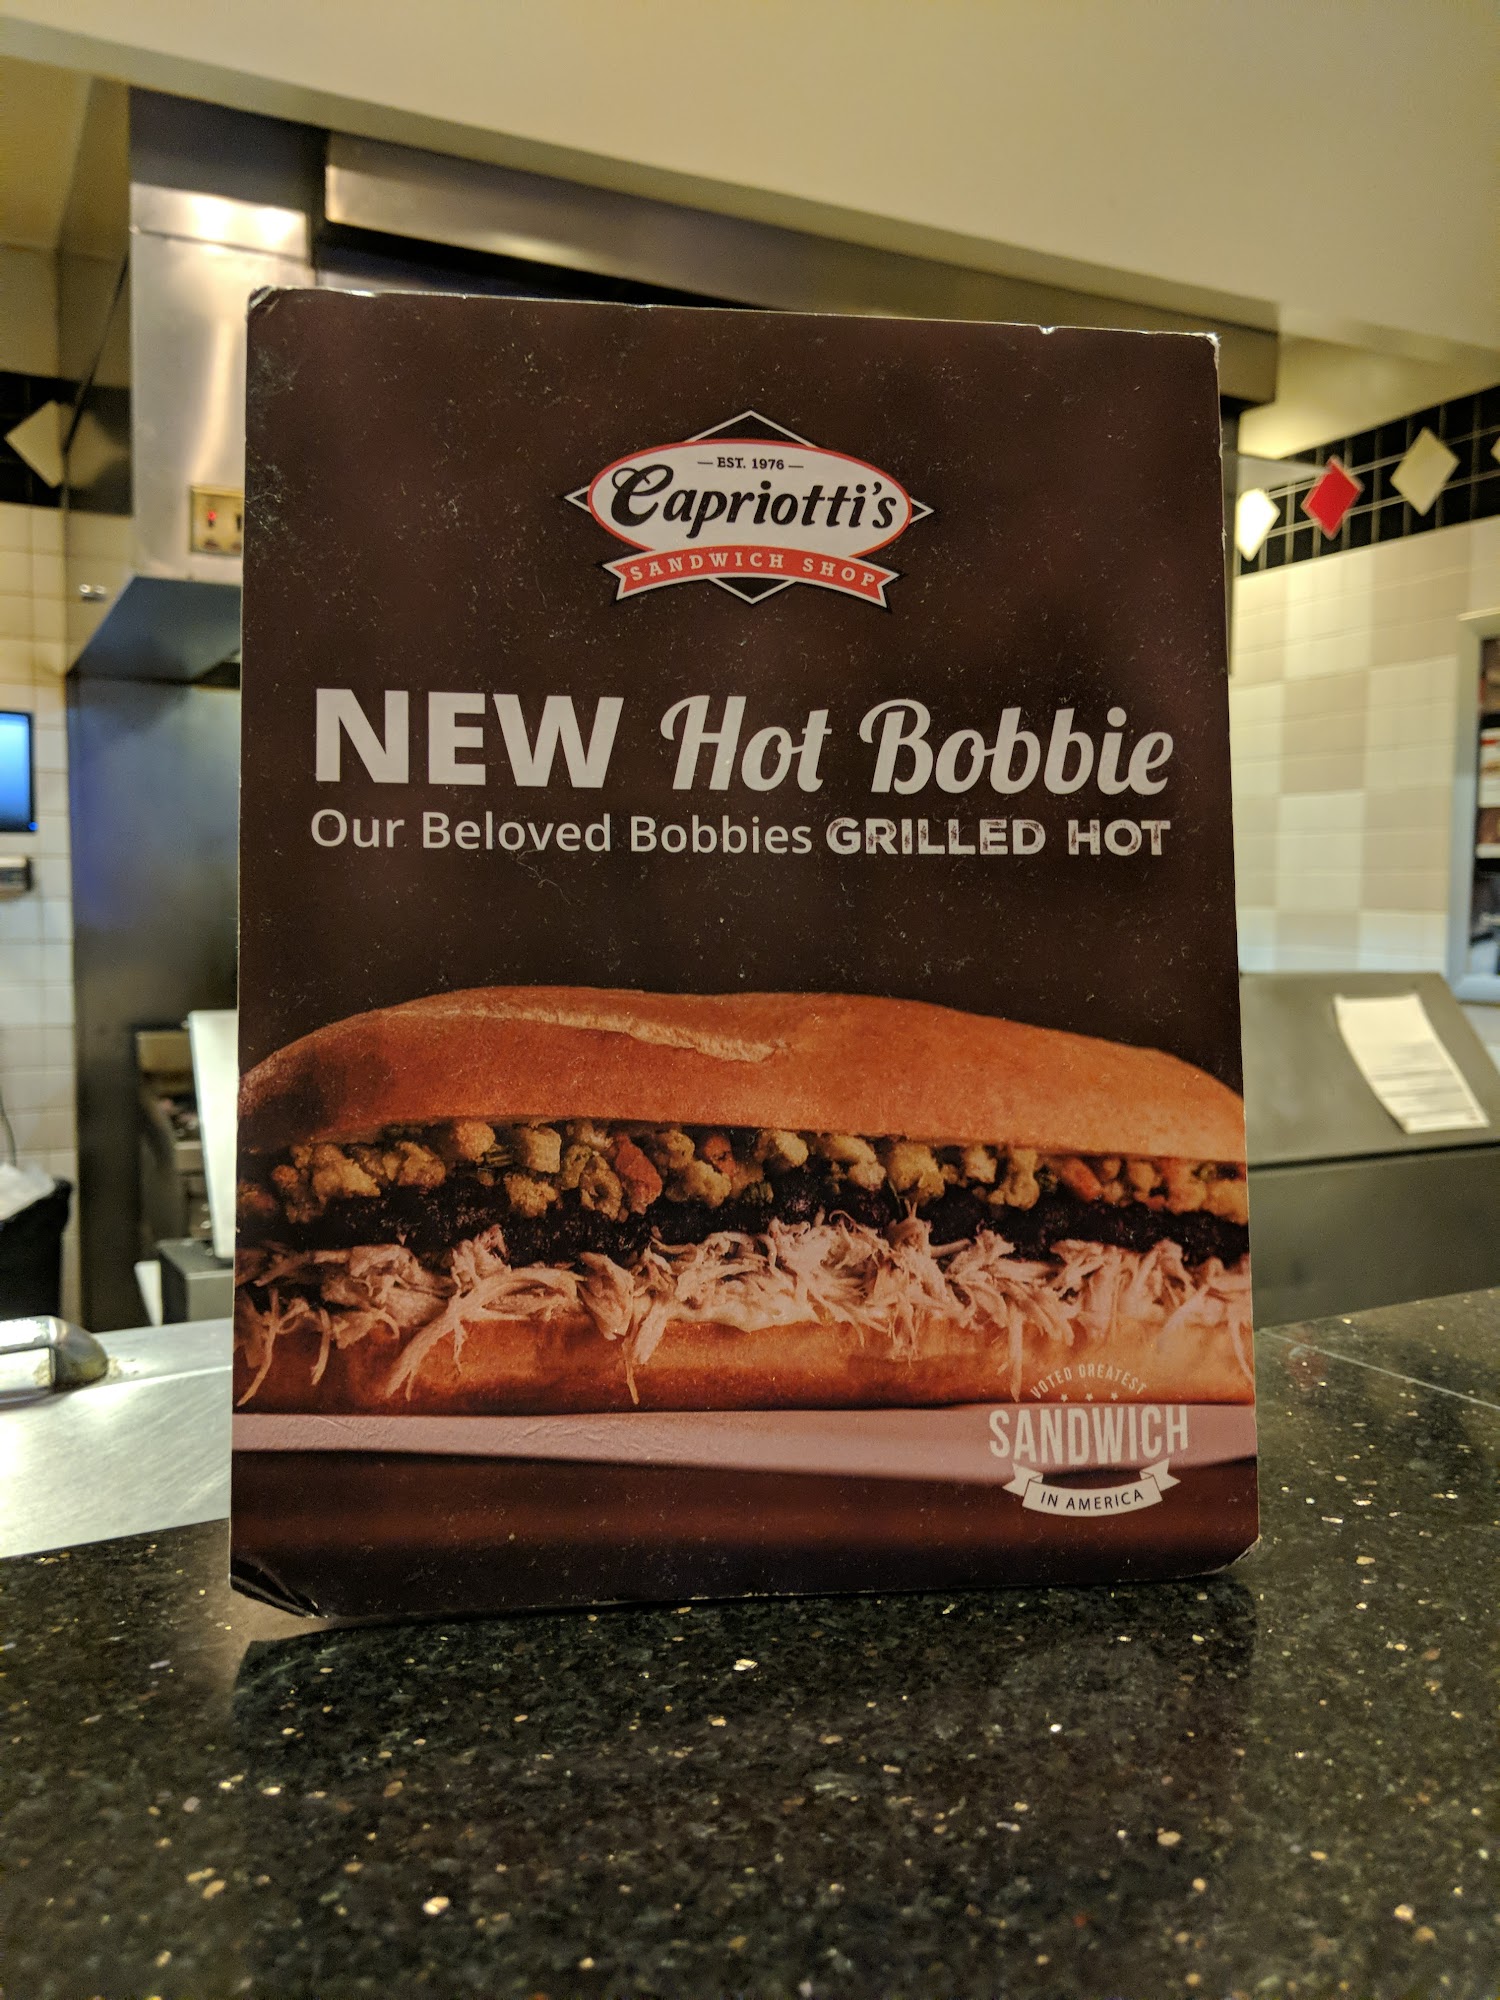 EST. 1976
Capriotti's
SANDWICH SHOP
NEW Hot Bobbie
Our Beloved Bobbies GRILLED HOT
VOTED GREATEST
SANDWICH
IN AMERICA